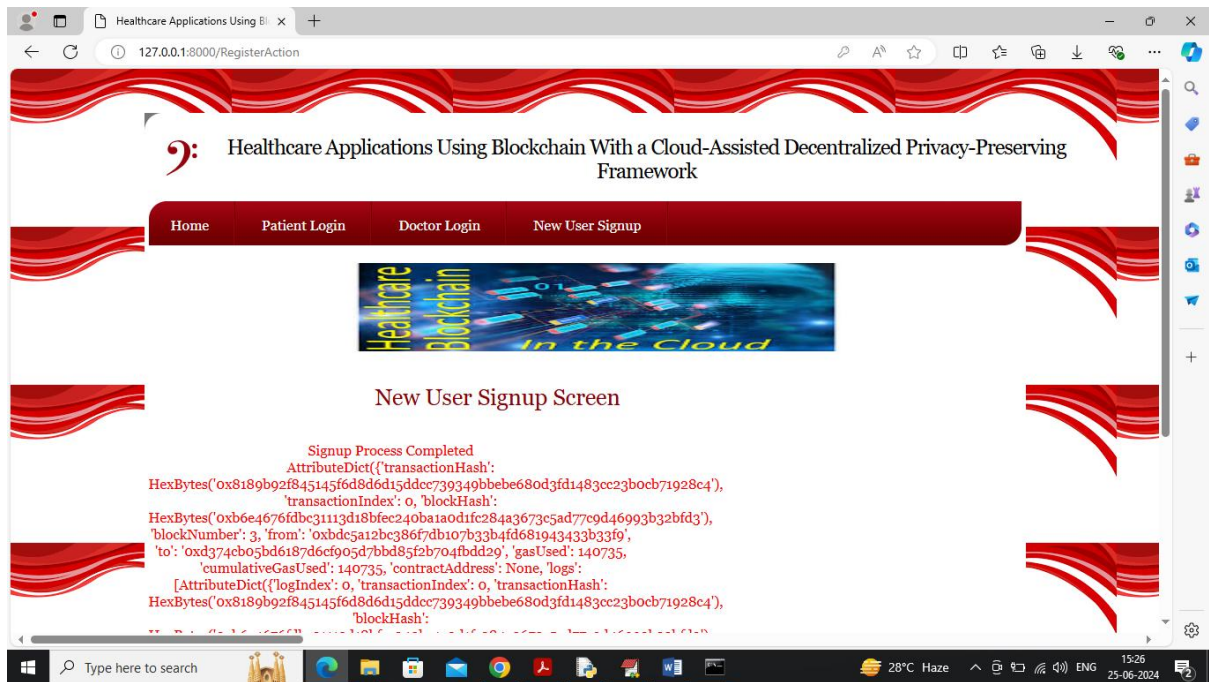 Healthcare Applications Using Bl
127.0.0.1:8000/RegisterAction
Healthcare Applications Using Blockchain With a Cloud-Assisted Decentralized Privacy-Preserving
Framework
Home Patient Login Doctor Login New User Signup
Healthcare
Blockchain
In the Cloud
New User Signup Screen
Signup Process Completed
AttributeDict({'transactionHash':
HexBytes('0x8189b92f845145f6d8d6d15ddcc739349bbebe680d3fd1483cc23b0cb71928c4'),
'transactionIndex': 0, 'blockHash':
HexBytes('0xb6e4676fdbc31113d18bfec240ba1a0d1fc284a3673c5ad77c9d46993b32bfd3'),
'blockNumber': 3, 'from': '0xbdc5a12bc386f7db107b33b4fd681943433b33f9',
'to': '0xd374cb05bd6187d6cf905d7bbd85f2b704fbdd29', 'gasUsed': 140735,
'cumulativeGasUsed': 140735, 'contractAddress': None, 'logs':
[AttributeDict({'logIndex': 0, 'transactionIndex': 0, 'transactionHash':
HexBytes('0x8189b92f845145f6d8d6d15ddcc739349bbebe680d3fd1483cc23b0cb71928c4'),
'blockHash':
Type here to search
28°C Haze
ENG
15:26
25-06-2024